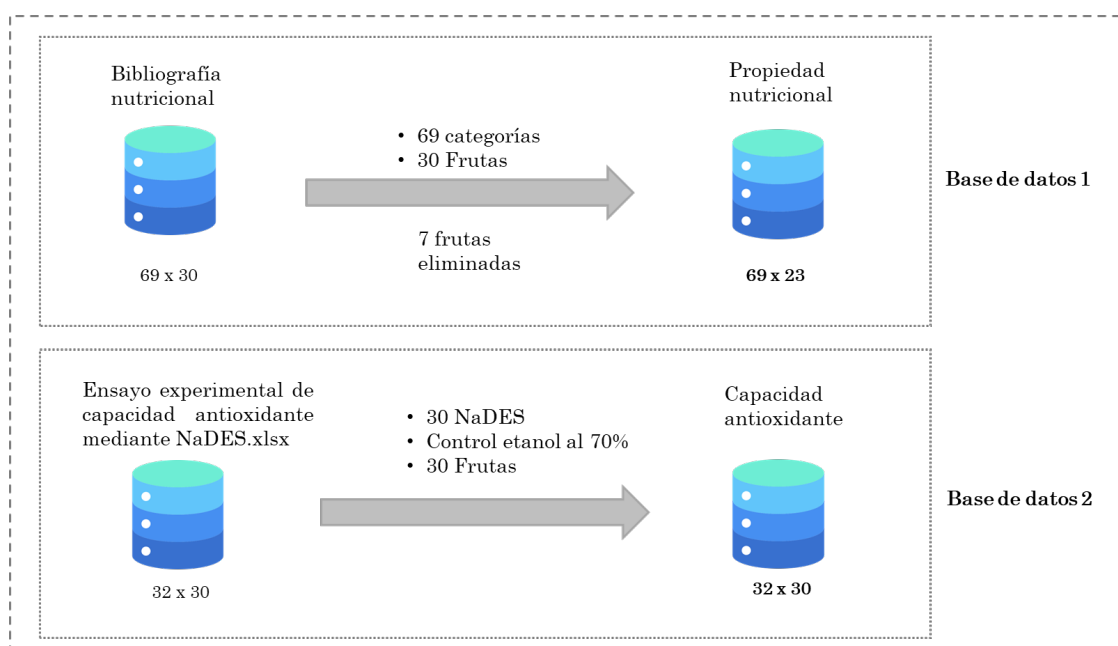 Bibliografía
nutricional
69 x 30
• 69 categorías
• 30 Frutas
7 frutas
eliminadas
Propiedad
nutricional
69 x 23
Base de datos 1
Ensayo experimental de
capacidad antioxidante
mediante NaDES.xlsx
32 x 30
• 30 NaDES
• Control etanol al 70%
• 30 Frutas
Capacidad
antioxidante
32 x 30
Base de datos 2